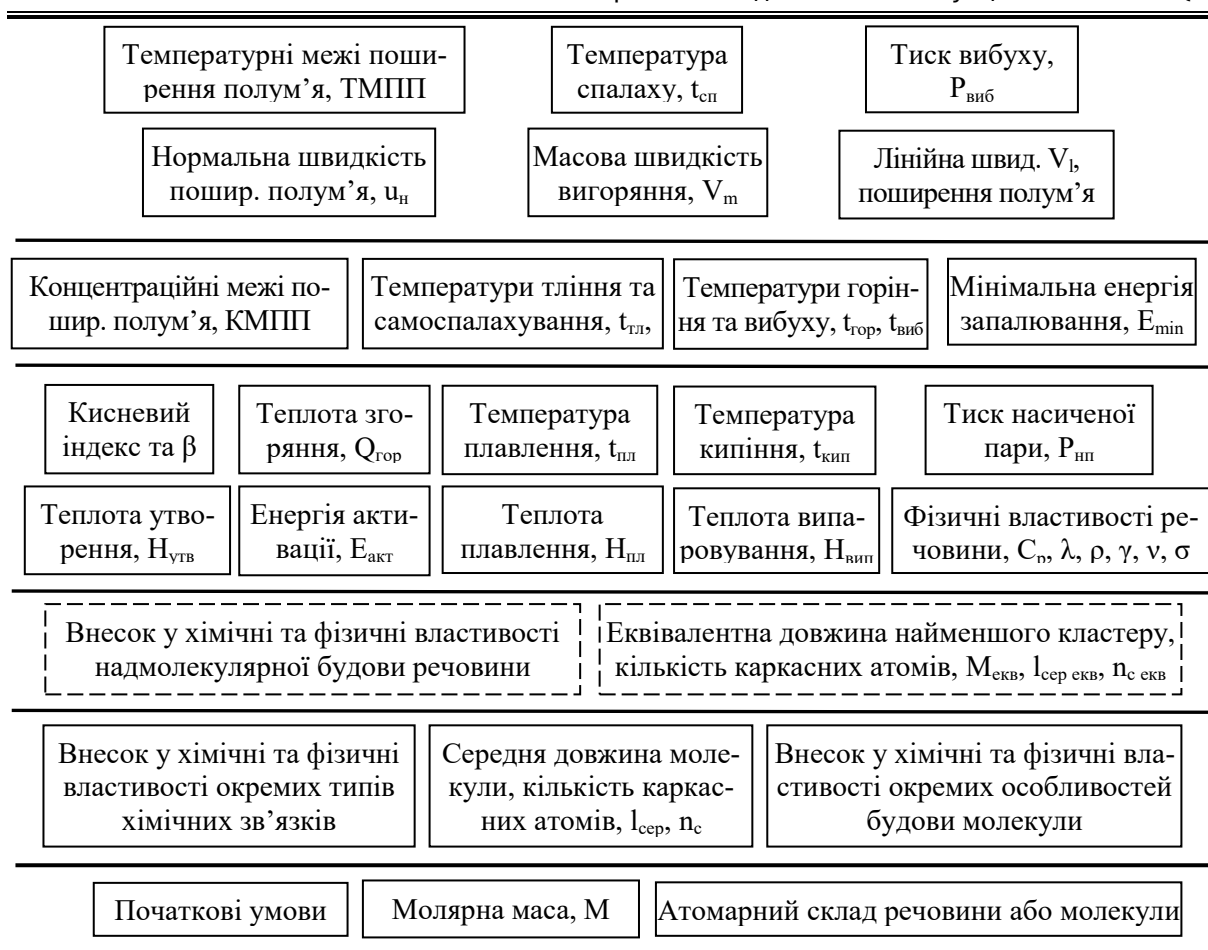 Температурні межі поши-
рення полум’я, ТМПП
Температура
спалаху, tсп
Тиск вибуху,
Pвиб
Нормальна швидкість
пошир. полум’я, uн
Масова швидкість
вигоряння, Vm
Лінійна швид. Vl,
поширення полум’я
Концентраційні межі по-
шир. полум’я, КМПП
Температури тління та
самоспалахування, tтл,
Температури горін-
ня та вибуху, tгор, tвиб
Мінімальна енергія
запалювання, Emin
Кисневий
індекс та β
Теплота зго-
ряння, Qгор
Температура
плавлення, tпл
Температура
кипіння, tкип
Тиск насиченої
пари, Pнп
Теплота утво-
рення, Hутв
Енергія акти-
вації, Eакт
Теплота
плавлення, Hпл
Теплота випа-
ровування, Hвип
Фізичні властивості ре-
човини, Cp, λ, ρ, γ, ν, σ
Внесок у хімічні та фізичні властивості
надмолекулярної будови речовини
Еквівалентна довжина найменшого кластеру,
кількість каркасних атомів, Mекв, lсер екв, nс екв
Внесок у хімічні та фізичні
властивості окремих типів
хімічних зв’язків
Середня довжина моле-
кули, кількість каркас-
них атомів, lсер, nс
Внесок у хімічні та фізичні вла-
стивості окремих особливостей
будови молекули
Початкові умови
Молярна маса, М
Атомарний склад речовини або молекули